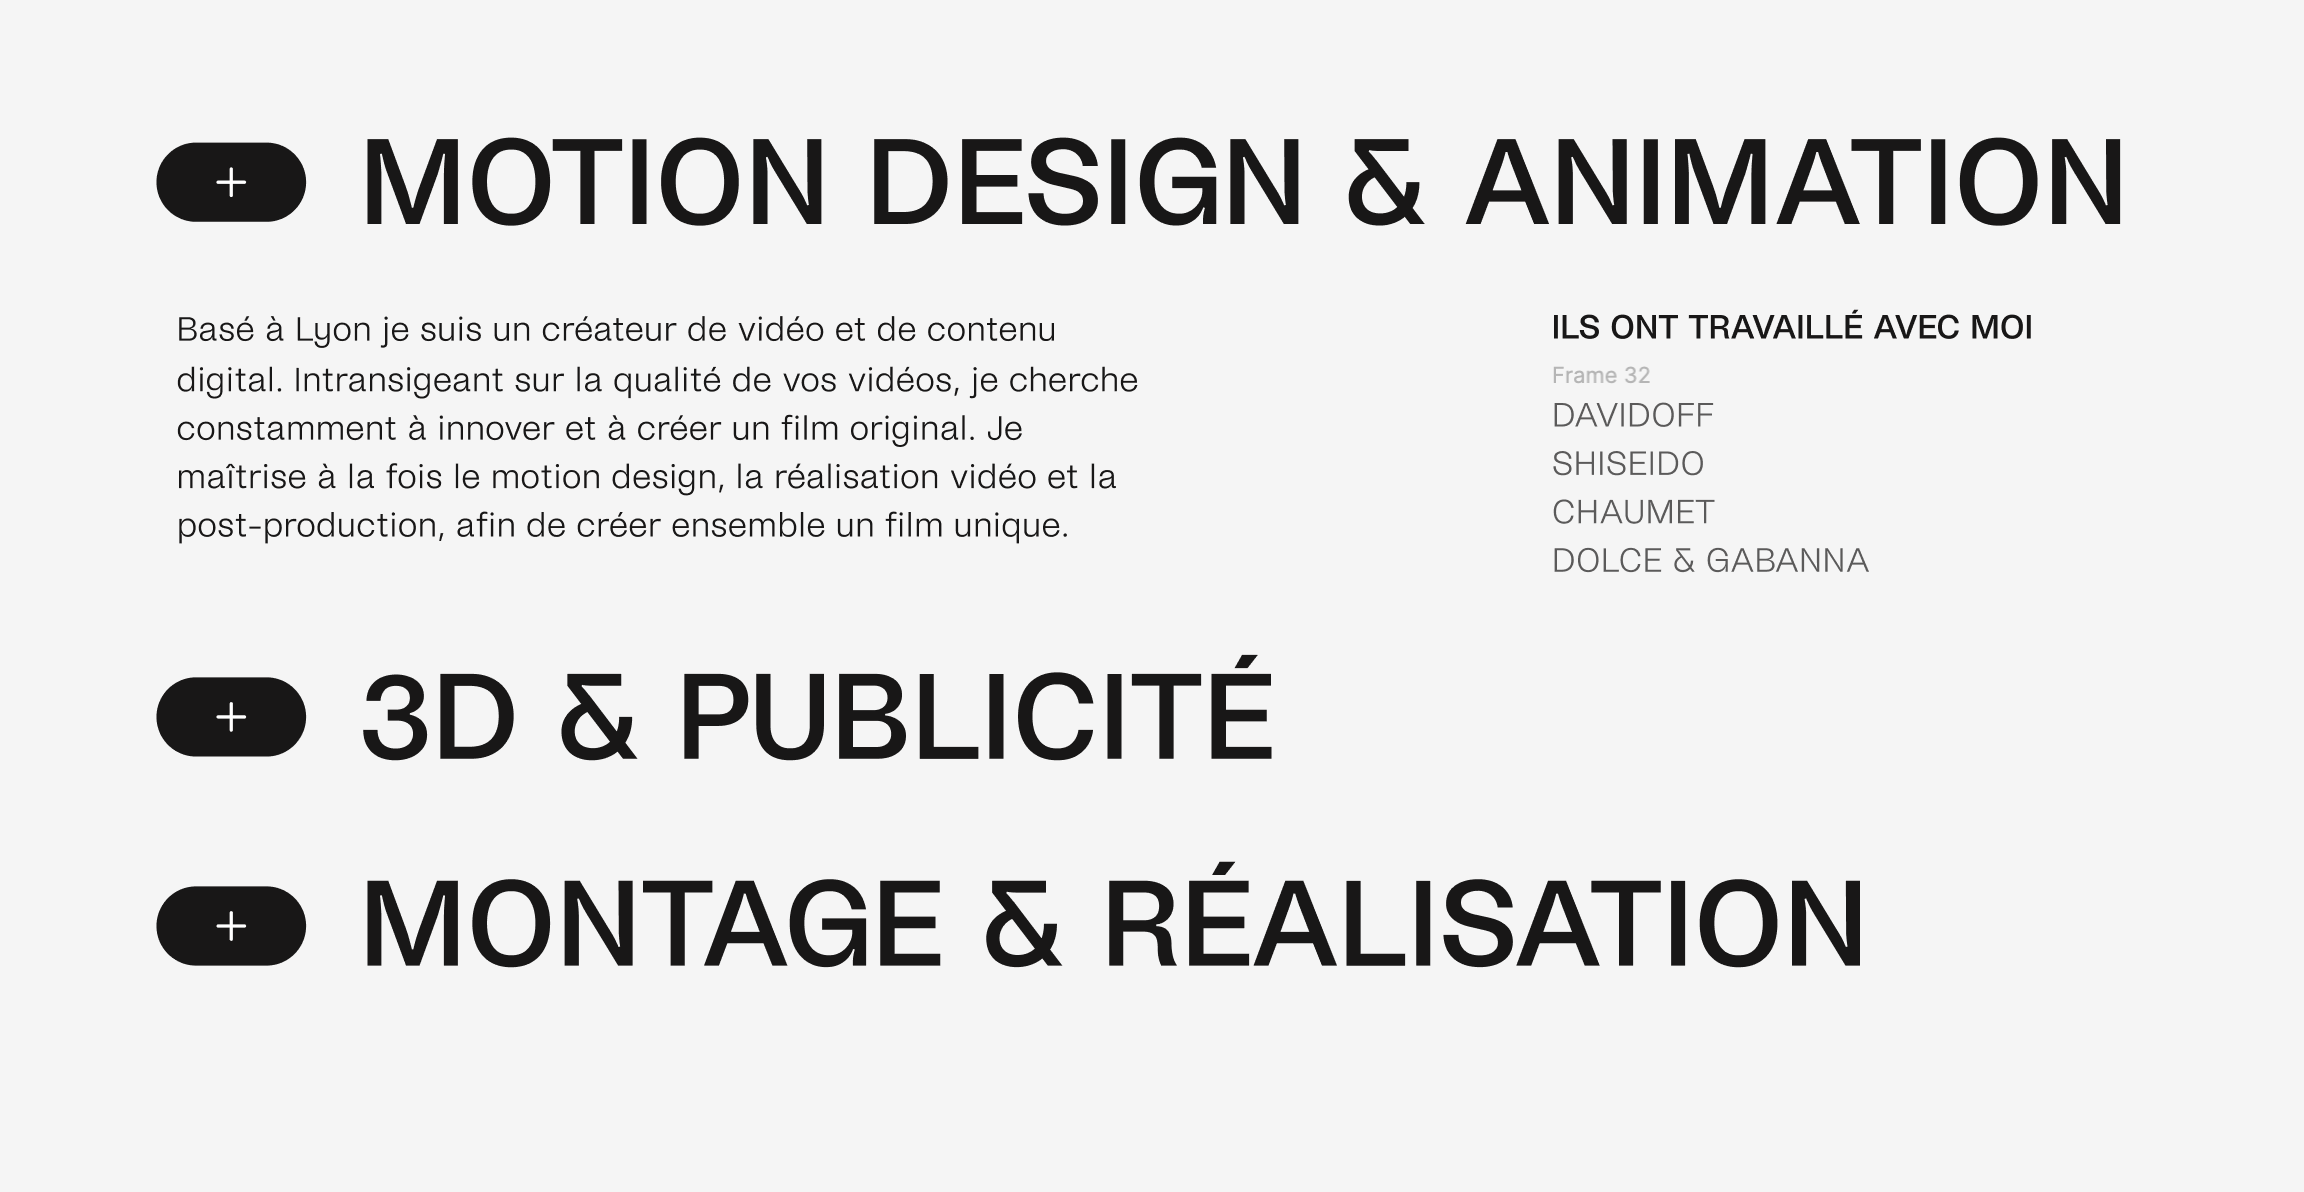 MOTION DESIGN & ANIMATION
Basé à Lyon je suis un créateur de vidéo et de contenu
digital. Intransigeant sur la qualité de vos vidéos, je cherche
constamment à innover et à créer un film original. Je
maîtrise à la fois le motion design, la réalisation vidéo et la
post-production, afin de créer ensemble un film unique.
ILS ONT TRAVAILLÉ AVEC MOI
Frame 32
DAVIDOFF
SHISEIDO
CHAUMET
DOLCE & GABANNA
3D & PUBLICITÉ
MONTAGE & RÉALISATION